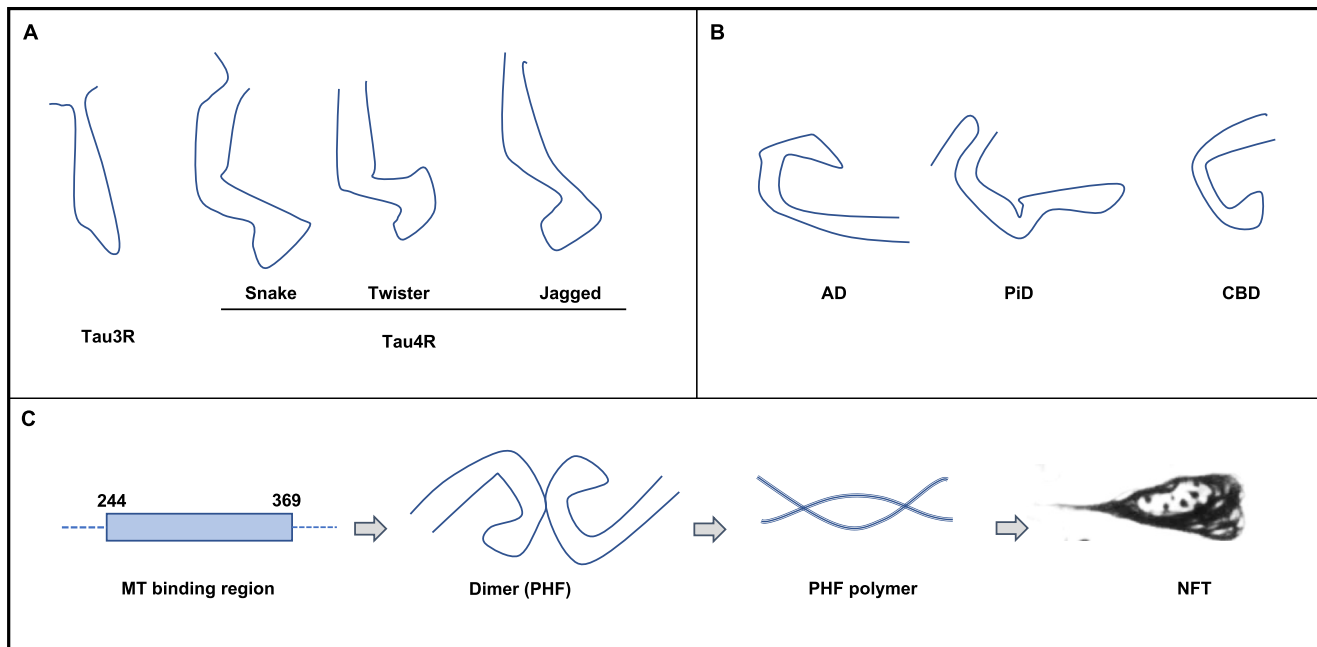 A
Snake
Twister
Jagged
Tau3R
Tau4R
B
AD
PiD
CBD
C
244
369
MT binding region
Dimer (PHF)
PHF polymer
NFT